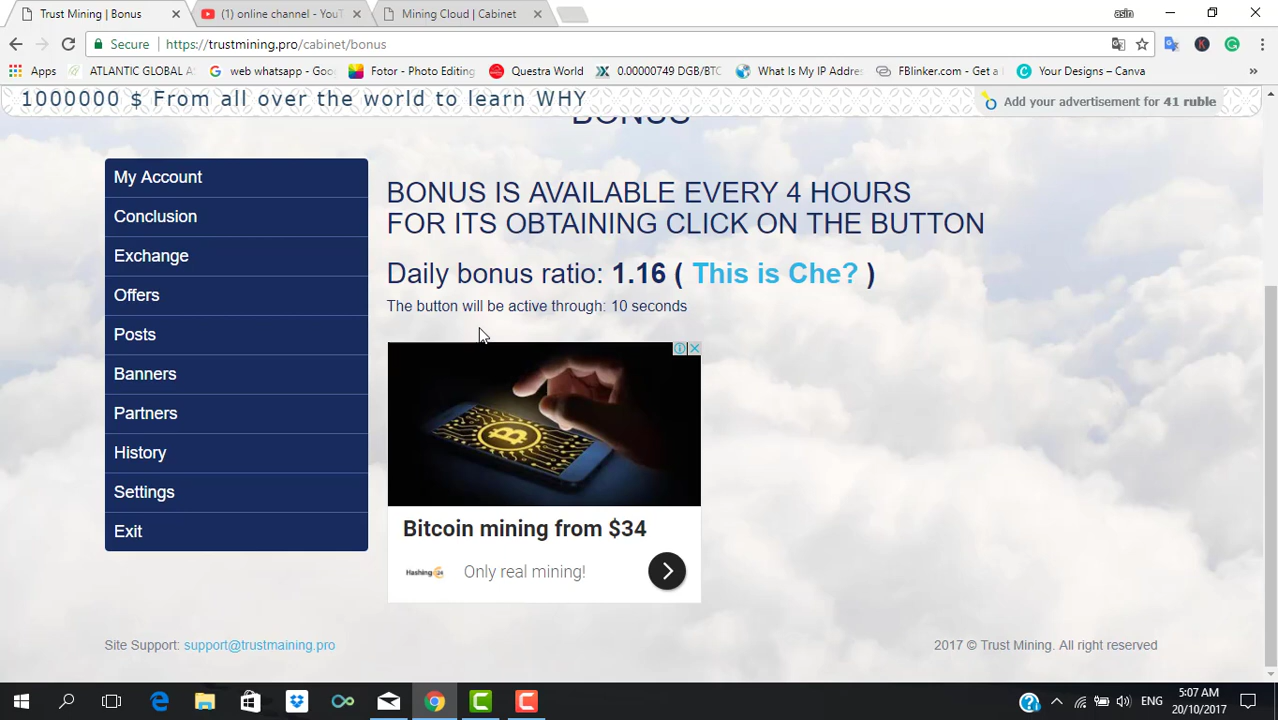 Trust Mining | Bonus
(1) online channel - YouT
Mining Cloud | Cabinet
asin
Secure
https://trustmining.pro/cabinet/bonus
Apps
ATLANTIC GLOBAL AS
web whatsapp - Goog
Fotor - Photo Editing
Questra World
0.00000749 DGB/BTC
What Is My IP Addres
FBlinker.com - Get a l
Your Designs – Canva
1000000 $ From all over the world to learn WHY
Add your advertisement for 41 ruble
BONUS
My Account
Conclusion
Exchange
Offers
Posts
Banners
Partners
History
Settings
Exit
BONUS IS AVAILABLE EVERY 4 HOURS
FOR ITS OBTAINING CLICK ON THE BUTTON
Daily bonus ratio: 1.16 ( This is Che? )
The button will be active through: 10 seconds
Bitcoin mining from $34
Hashing24
Only real mining!
Site Support: support@trustmaining.pro
2017 © Trust Mining. All right reserved
ENG
5:07 AM
20/10/2017